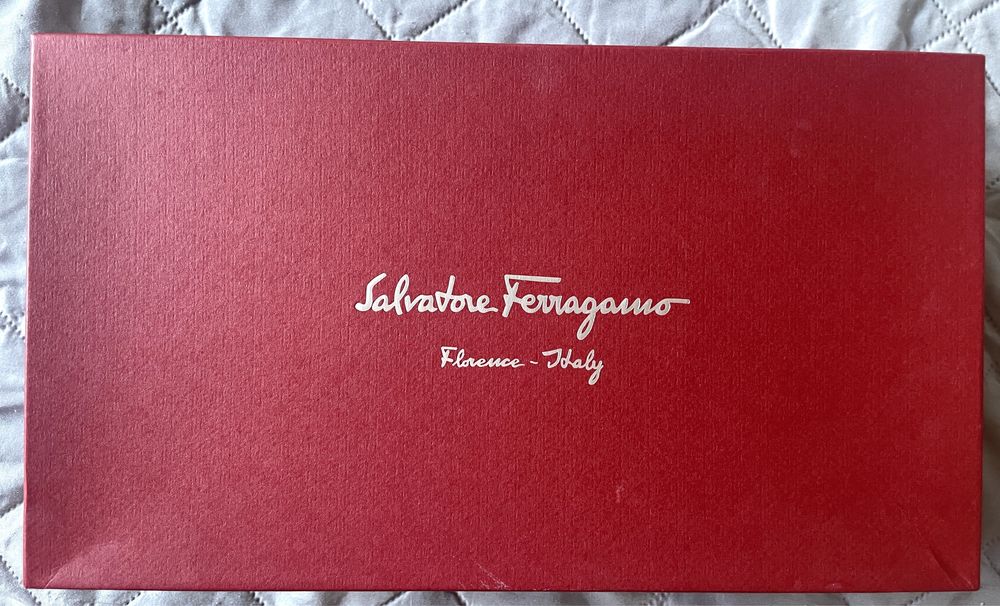 Salvatore Ferragamo
Florence - Italy